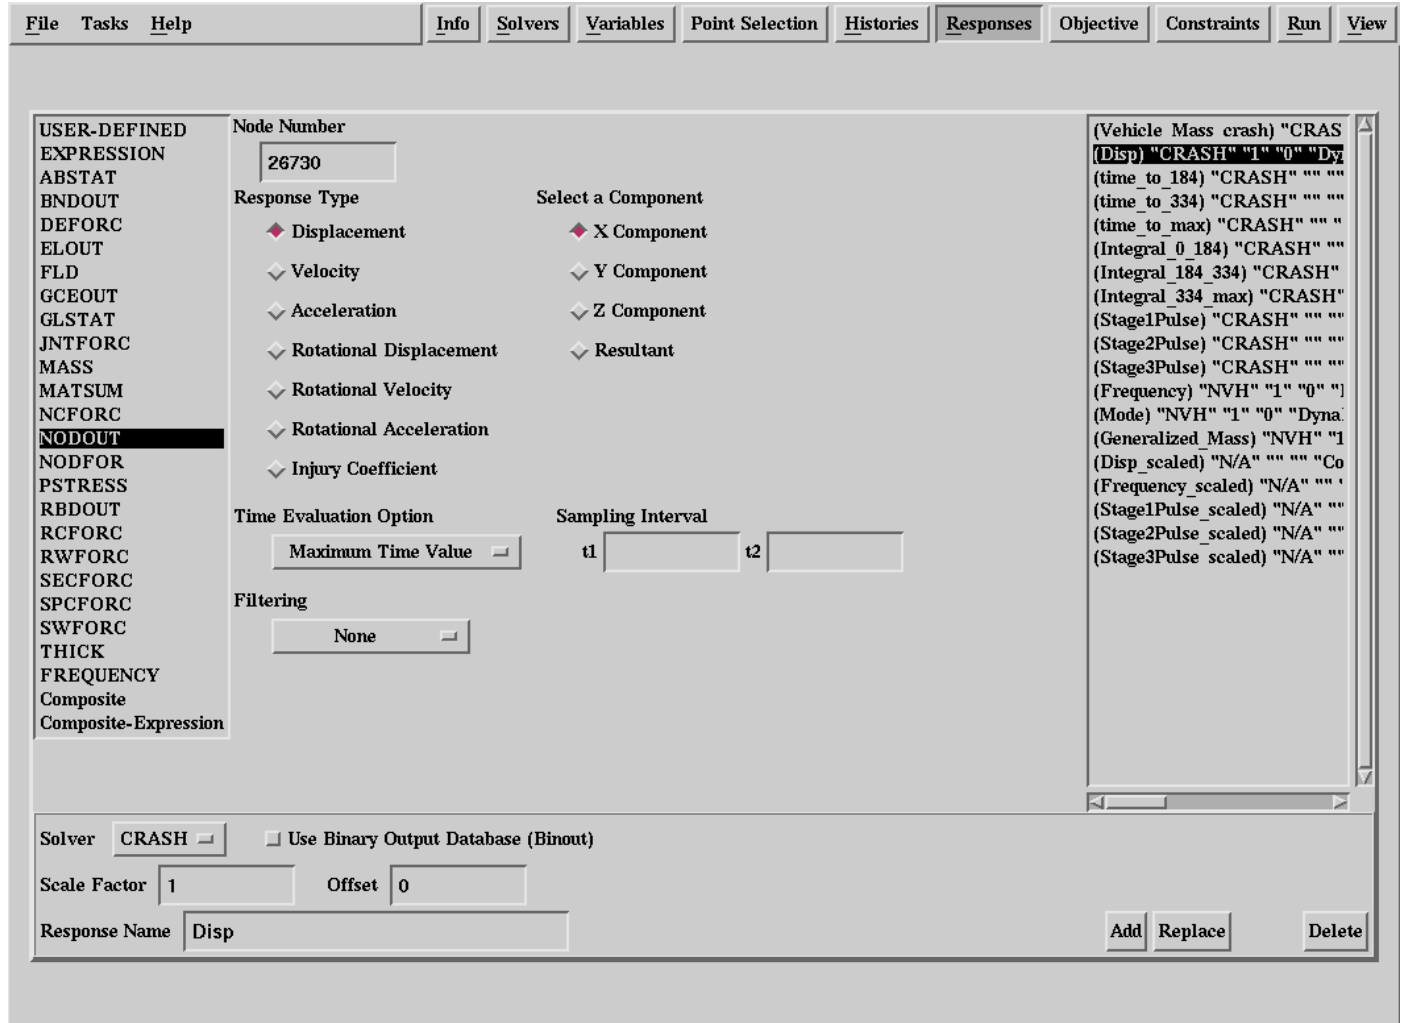 File Tasks Help Info Solvers Variables Point Selection Histories Responses Objective Constraints Run View
USER-DEFINED
EXPRESSION
ABSTAT
BNDOUT
DEFORC
ELOUT
FLD
GCEOUT
GLSTAT
JNTFORC
MASS
MATSUM
NCFORC
NODOUT
NODFOR
PSTRESS
RBDOUT
RCFORC
RWFORC
SECFORC
SPCFORC
SWFORC
THICK
FREQUENCY
Composite
Composite-Expression
Node Number
26730
Response Type
Displacement
Velocity
Acceleration
Rotational Displacement
Rotational Velocity
Rotational Acceleration
Injury Coefficient
Select a Component
X Component
Y Component
Z Component
Resultant
Time Evaluation Option
Maximum Time Value
Sampling Interval
t1 t2
Filtering
None
(Vehicle_Mass_crash) "CRAS
(Disp) "CRASH" "1" "0" "Dy
(time_to_184) "CRASH" "" ""
(time_to_334) "CRASH" "" ""
(time_to_max) "CRASH" "" "
(Integral_0_184) "CRASH" ""
(Integral_184_334) "CRASH"
(Integral_334_max) "CRASH"
(Stage1Pulse) "CRASH" "" ""
(Stage2Pulse) "CRASH" "" ""
(Stage3Pulse) "CRASH" "" ""
(Frequency) "NVH" "1" "0" "
(Mode) "NVH" "1" "0" "Dyna
(Generalized_Mass) "NVH" "1
(Disp_scaled) "N/A" "" "" "Co
(Frequency_scaled) "N/A" "" "
(Stage1Pulse_scaled) "N/A" ""
(Stage2Pulse_scaled) "N/A" ""
(Stage3Pulse_scaled) "N/A" ""
Solver CRASH Use Binary Output Database (Binout)
Scale Factor 1 Offset 0
Response Name Disp Add Replace Delete